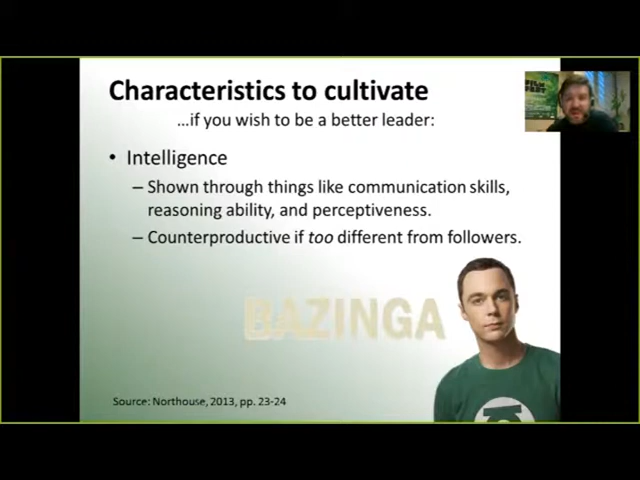 Characteristics to cultivate
...if you wish to be a better leader:
• Intelligence
– Shown through things like communication skills,
reasoning ability, and perceptiveness.
– Counterproductive if too different from followers.
BAZINGA
Source: Northouse, 2013, pp. 23-24